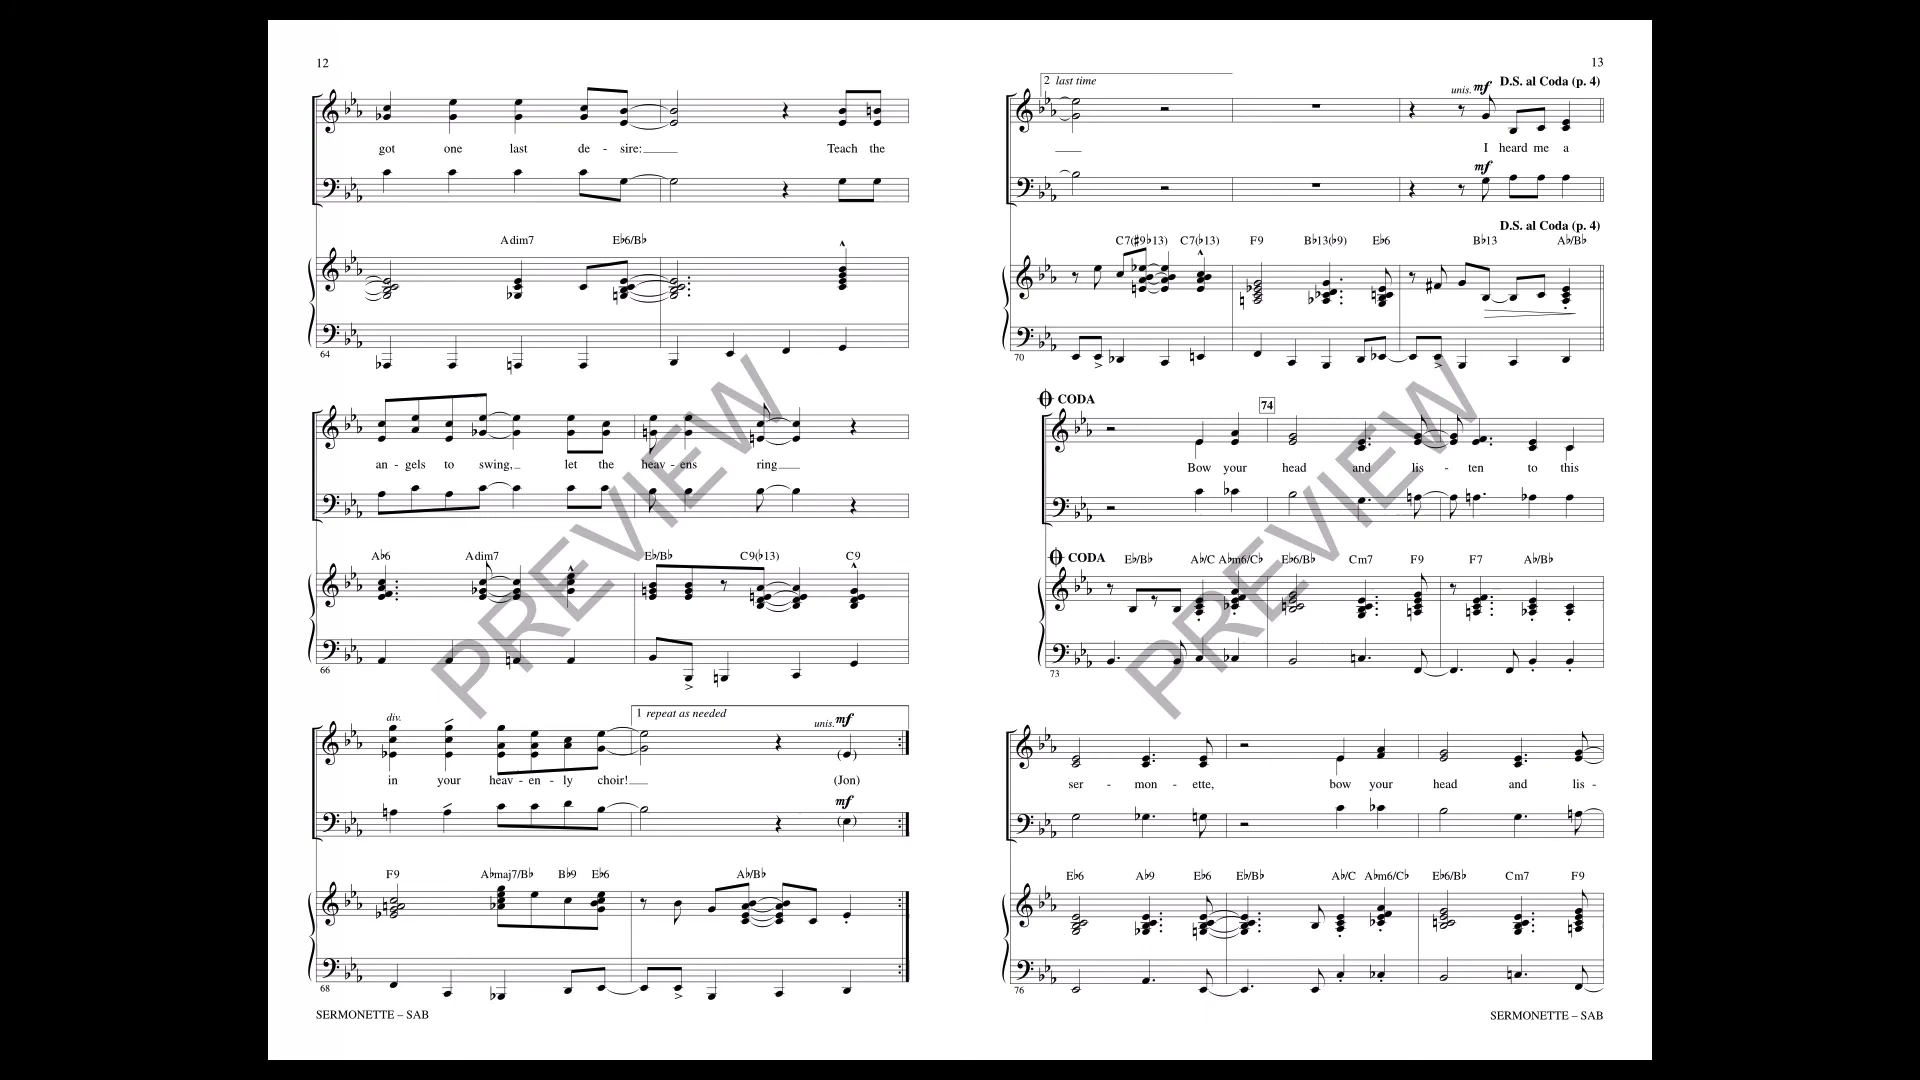 12
got one last de - sire:
Teach the
Adim7 E♭6/B♭
64
an - gels to swing, let the heav - ens ring
A♭6 Adim7 E♭/B♭ C9(♭13) C9
66
div.
1 repeat as needed
unis. mf
in your heav - en - ly choir! (Jon)
mf
F9 A♭maj7/B♭ B♭9 E♭6 A♭/B♭
68
SERMONETTE – SAB
13
2 last time
D.S. al Coda (p. 4)
unis. mf
I heard me a
mf
D.S. al Coda (p. 4)
C7(♯9♭13) C7(♭13) F9 B♭13(♭9) E♭6 B♭13 A♭/B♭
70
CODA
74
Bow your head and lis - ten to this
CODA E♭/B♭ A♭/C A♭m6/C♭ E♭6/B♭ Cm7 F9 F7 A♭/B♭
73
ser - mon - ette, bow your head and lis -
E♭6 A♭9 E♭6 E♭/B♭ A♭/C A♭m6/C♭ E♭6/B♭ Cm7 F9
76
SERMONETTE – SAB
PREVIEW
PREVIEW